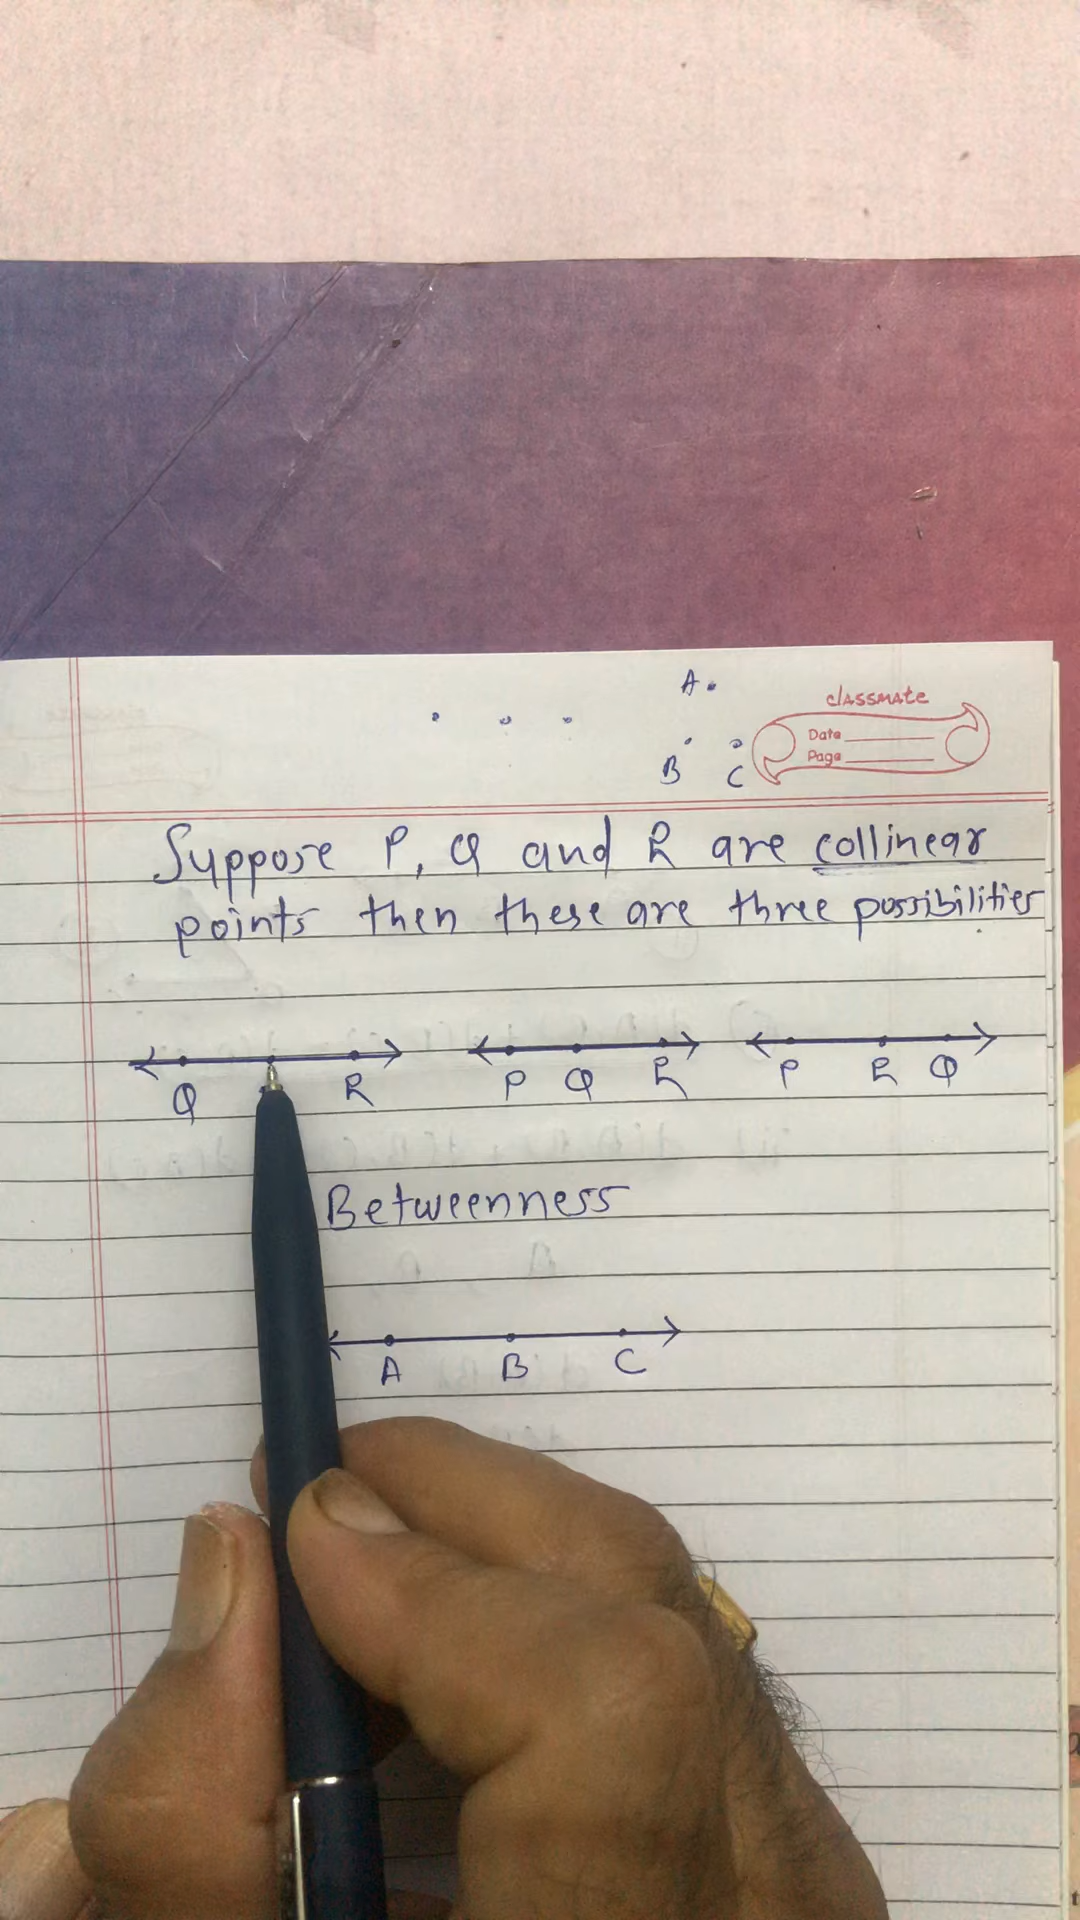 A
classmate
Date
Page
B C
Suppose P, Q and R are collinear
points then these are three possibilities
Q R P Q R P R Q
Betweenness
A B C